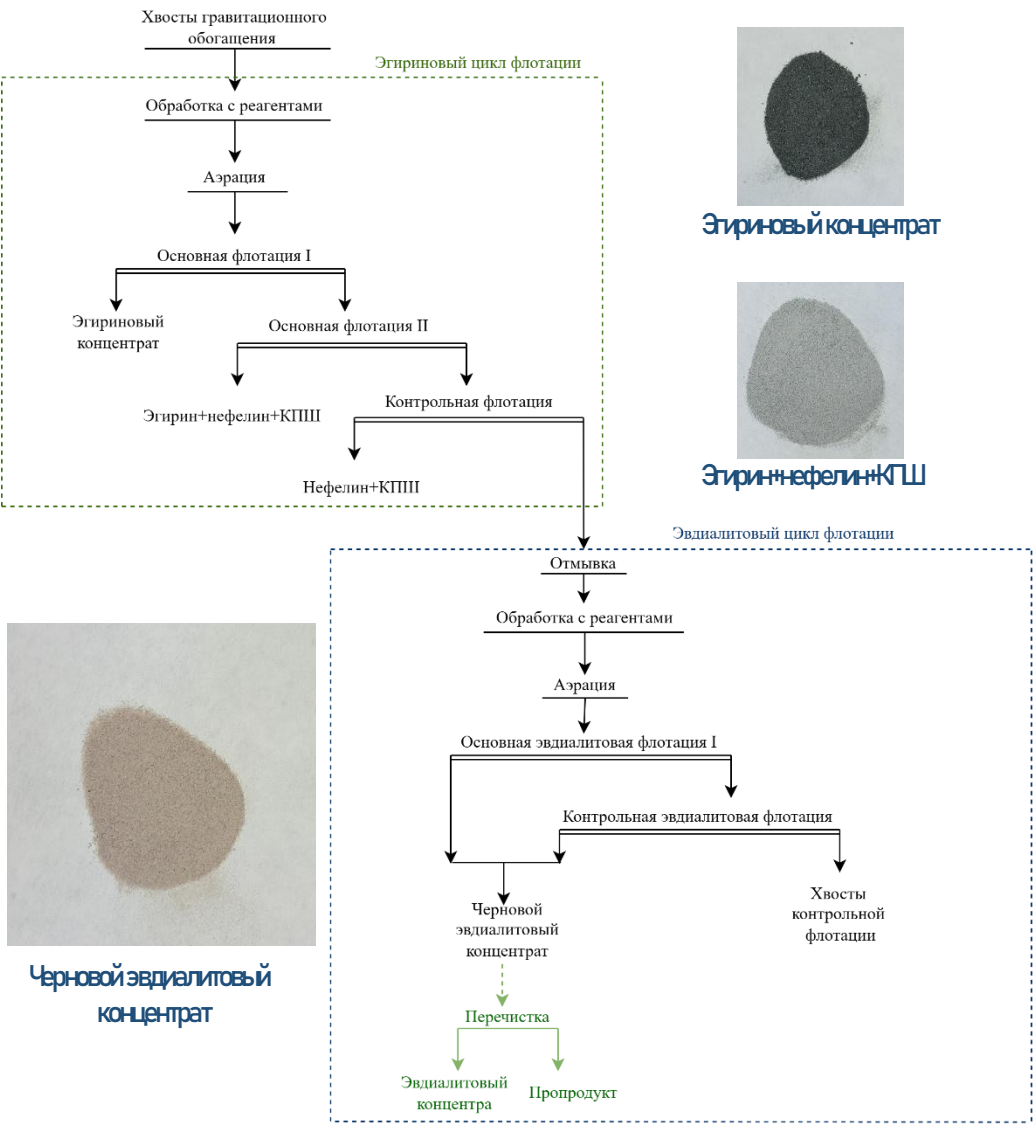 Хвосты гравитационного
обогащения
Эгириновый цикл флотации
Обработка с реагентами
Аэрация
Основная флотация I
Эгириновый
концентрат
Основная флотация II
Эгирин+нефелин+КПШ
Контрольная флотация
Нефелин+КПШ
Эгириновый концентрат
Эгирин+нефелин+КПШ
Эвдиалитовый цикл флотации
Отмывка
Обработка с реагентами
Аэрация
Основная эвдиалитовая флотация I
Контрольная эвдиалитовая флотация
Черновой
эвдиалитовый
концентрат
Хвосты
контрольной
флотации
Перечистка
Эвдиалитовый
концентра
Пропродукт
Черновой эвдиалитовый
концентрат